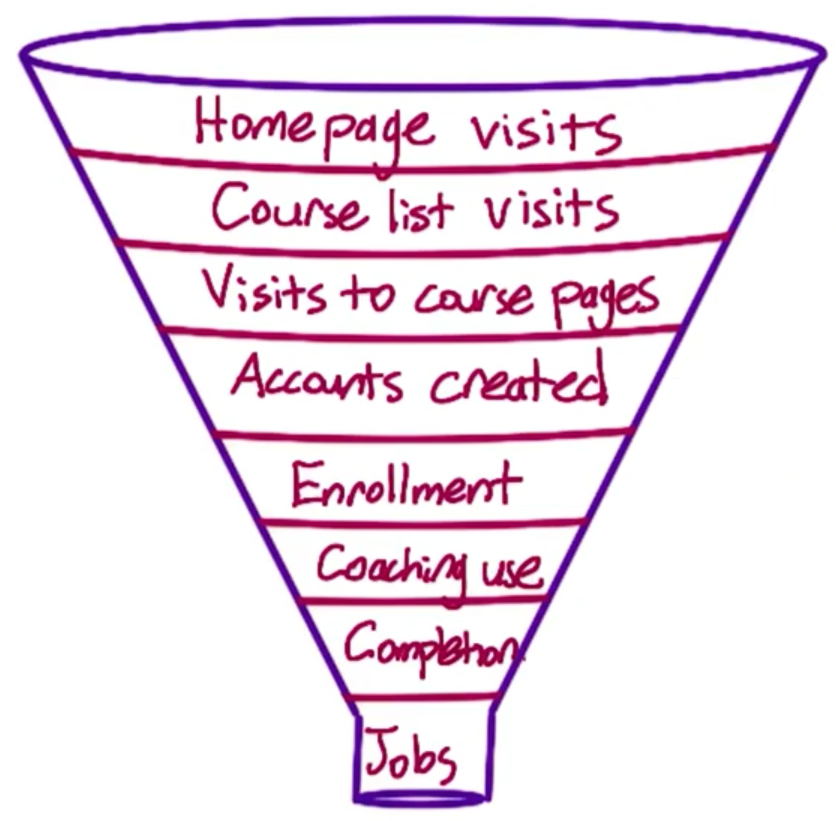 Homepage visits
Course list visits
Visits to course pages
Accounts created
Enrollment
Coaching use
Completion
Jobs